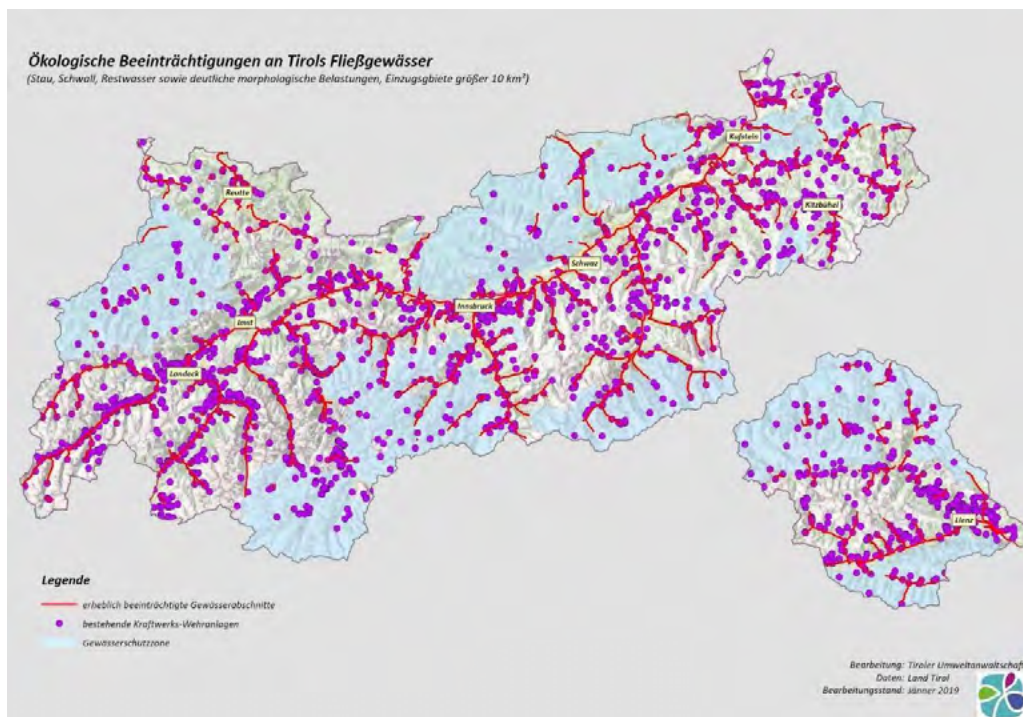 Ökologische Beeinträchtigungen an Tirols Fließgewässer
(Stau, Schwall, Restwasser sowie deutliche morphologische Belastungen, Einzugsgbiete größer 10 km²)
Kufstein
Reutte
Kitzbühel
Schwaz
Innsbruck
Imst
Landeck
Lienz
Legende
erheblich beeinträchtigte Gewässerabschnitte
bestehende Kraftwerks-Wehranlagen
Gewässerschutzzone
Bearbeitung: Tiroler Umweltanwaltschaft
Daten: Land Tirol
Bearbeitungsstand: Jänner 2019